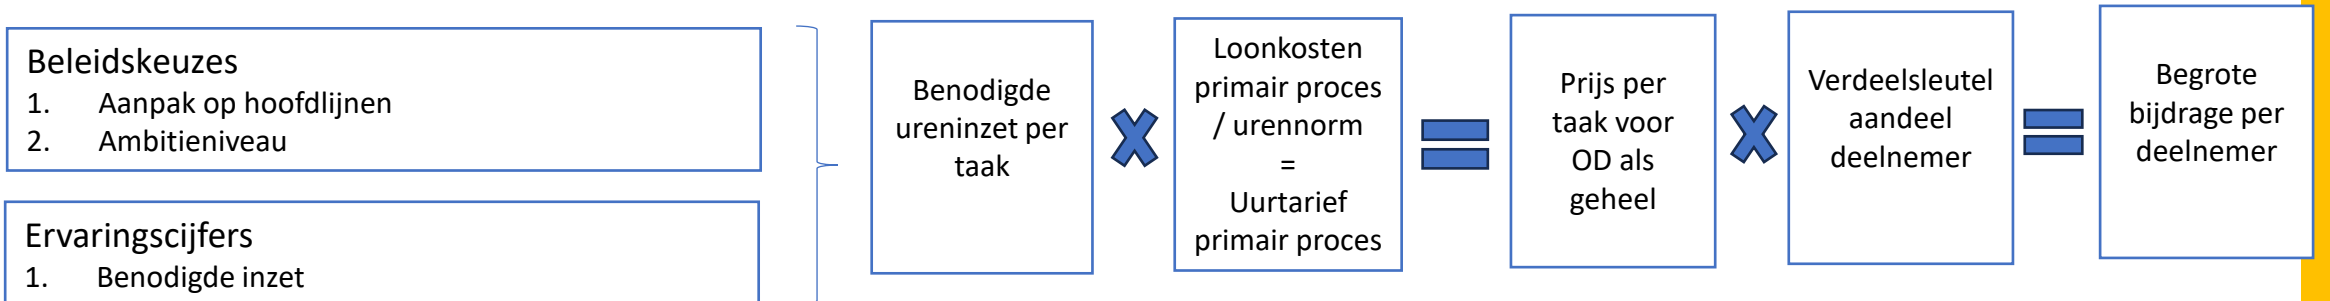 Beleidskeuzes
1. Aanpak op hoofdlijnen
2. Ambitieniveau
Ervaringscijfers
1. Benodigde inzet
Benodigde
ureninzet per
taak
Loonkosten
primair proces
/ urennorm
=
Uurtarief
primair proces
Prijs per
taak voor
OD als
geheel
Verdeelsleutel
aandeel
deelnemer
Begrote
bijdrage per
deelnemer